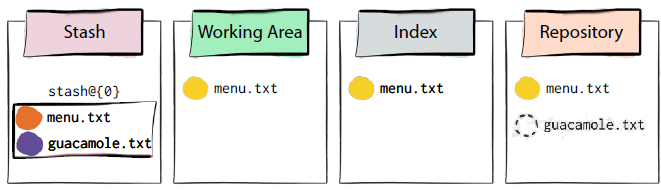 Stash
Working Area
Index
Repository
stash@{0}
menu.txt
guacamole.txt
menu.txt
menu.txt
menu.txt
guacamole.txt